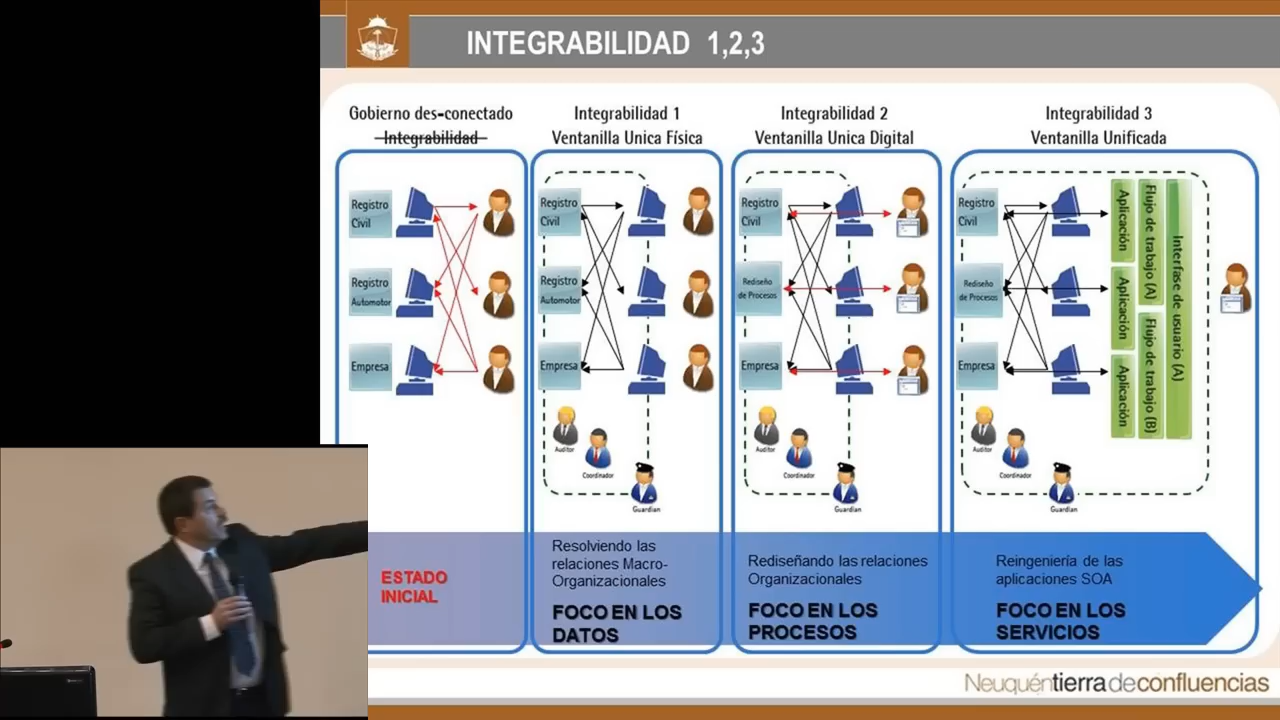 INTEGRABILIDAD 1,2,3
Gobierno des-conectado
Integrabilidad
Registro
Civil
Registro
Automotor
Empresa
ESTADO
INICIAL
Integrabilidad 1
Ventanilla Unica Física
Registro
Civil
Registro
Automotor
Empresa
Auditor
Coordinador
Guardian
Resolviendo las
relaciones Macro-
Organizacionales
FOCO EN LOS
DATOS
Integrabilidad 2
Ventanilla Unica Digital
Registro
Civil
Rediseño
de Procesos
Empresa
Auditor
Coordinador
Guardian
Rediseñando las relaciones
Organizacionales
FOCO EN LOS
PROCESOS
Integrabilidad 3
Ventanilla Unificada
Registro
Civil
Rediseño
de Procesos
Empresa
Aplicación
Aplicación
Aplicación
Flujo de trabajo (A)
Flujo de trabajo (B)
Interfase de usuario (A)
Auditor
Coordinador
Guardian
Reingeniería de las
aplicaciones SOA
FOCO EN LOS
SERVICIOS
Neuquéntierradeconfluencias